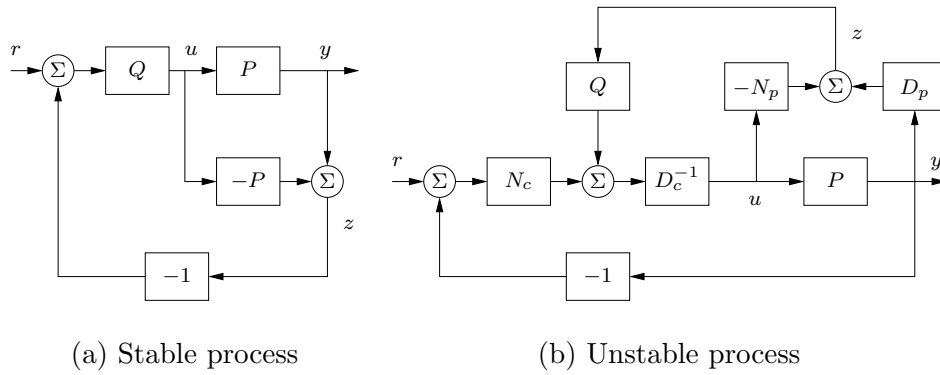 r
Σ
Q
u
P
y
−P
Σ
z
−1
(a) Stable process
z
Q
−N_p
Σ
D_p
r
Σ
N_c
Σ
D_c^{-1}
u
P
y
−1
(b) Unstable process